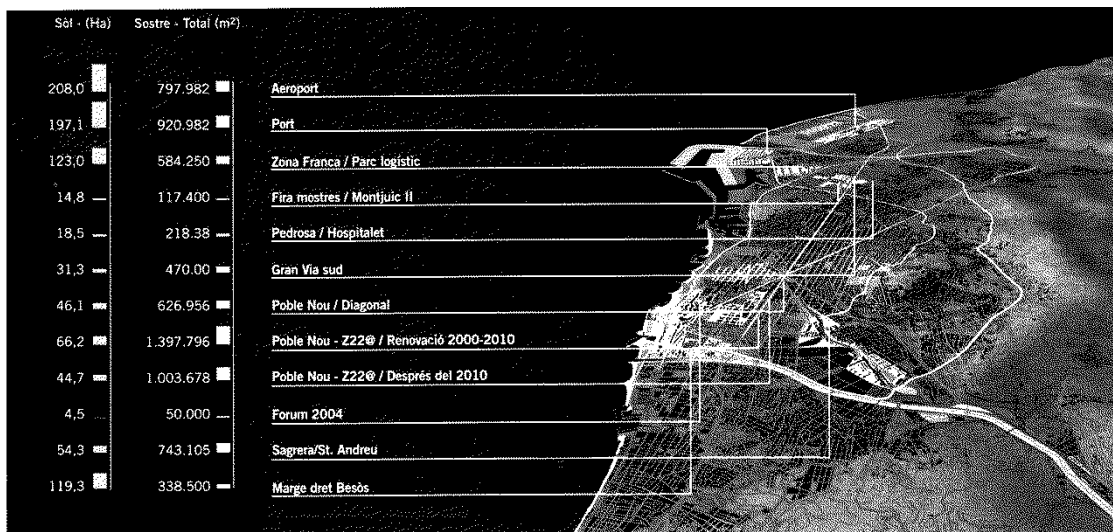 Sòl - (Ha) Sostre - Total (m²)
208,0 797.982 Aeroport
197,1 920.982 Port
123,0 584.250 Zona Franca / Parc logístic
14,8 117.400 Fira mostres / Montjuic II
18,5 218.38 Pedrosa / Hospitalet
31,3 470.00 Gran Via sud
46,1 626.956 Poble Nou / Diagonal
66,2 1.397.796 Poble Nou - Z22@ / Renovació 2000-2010
44,7 1.003.678 Poble Nou - Z22@ / Després del 2010
4,5 50.000 Forum 2004
54,3 743.105 Sagrera/St. Andreu
119,3 338.500 Marge dret Besòs